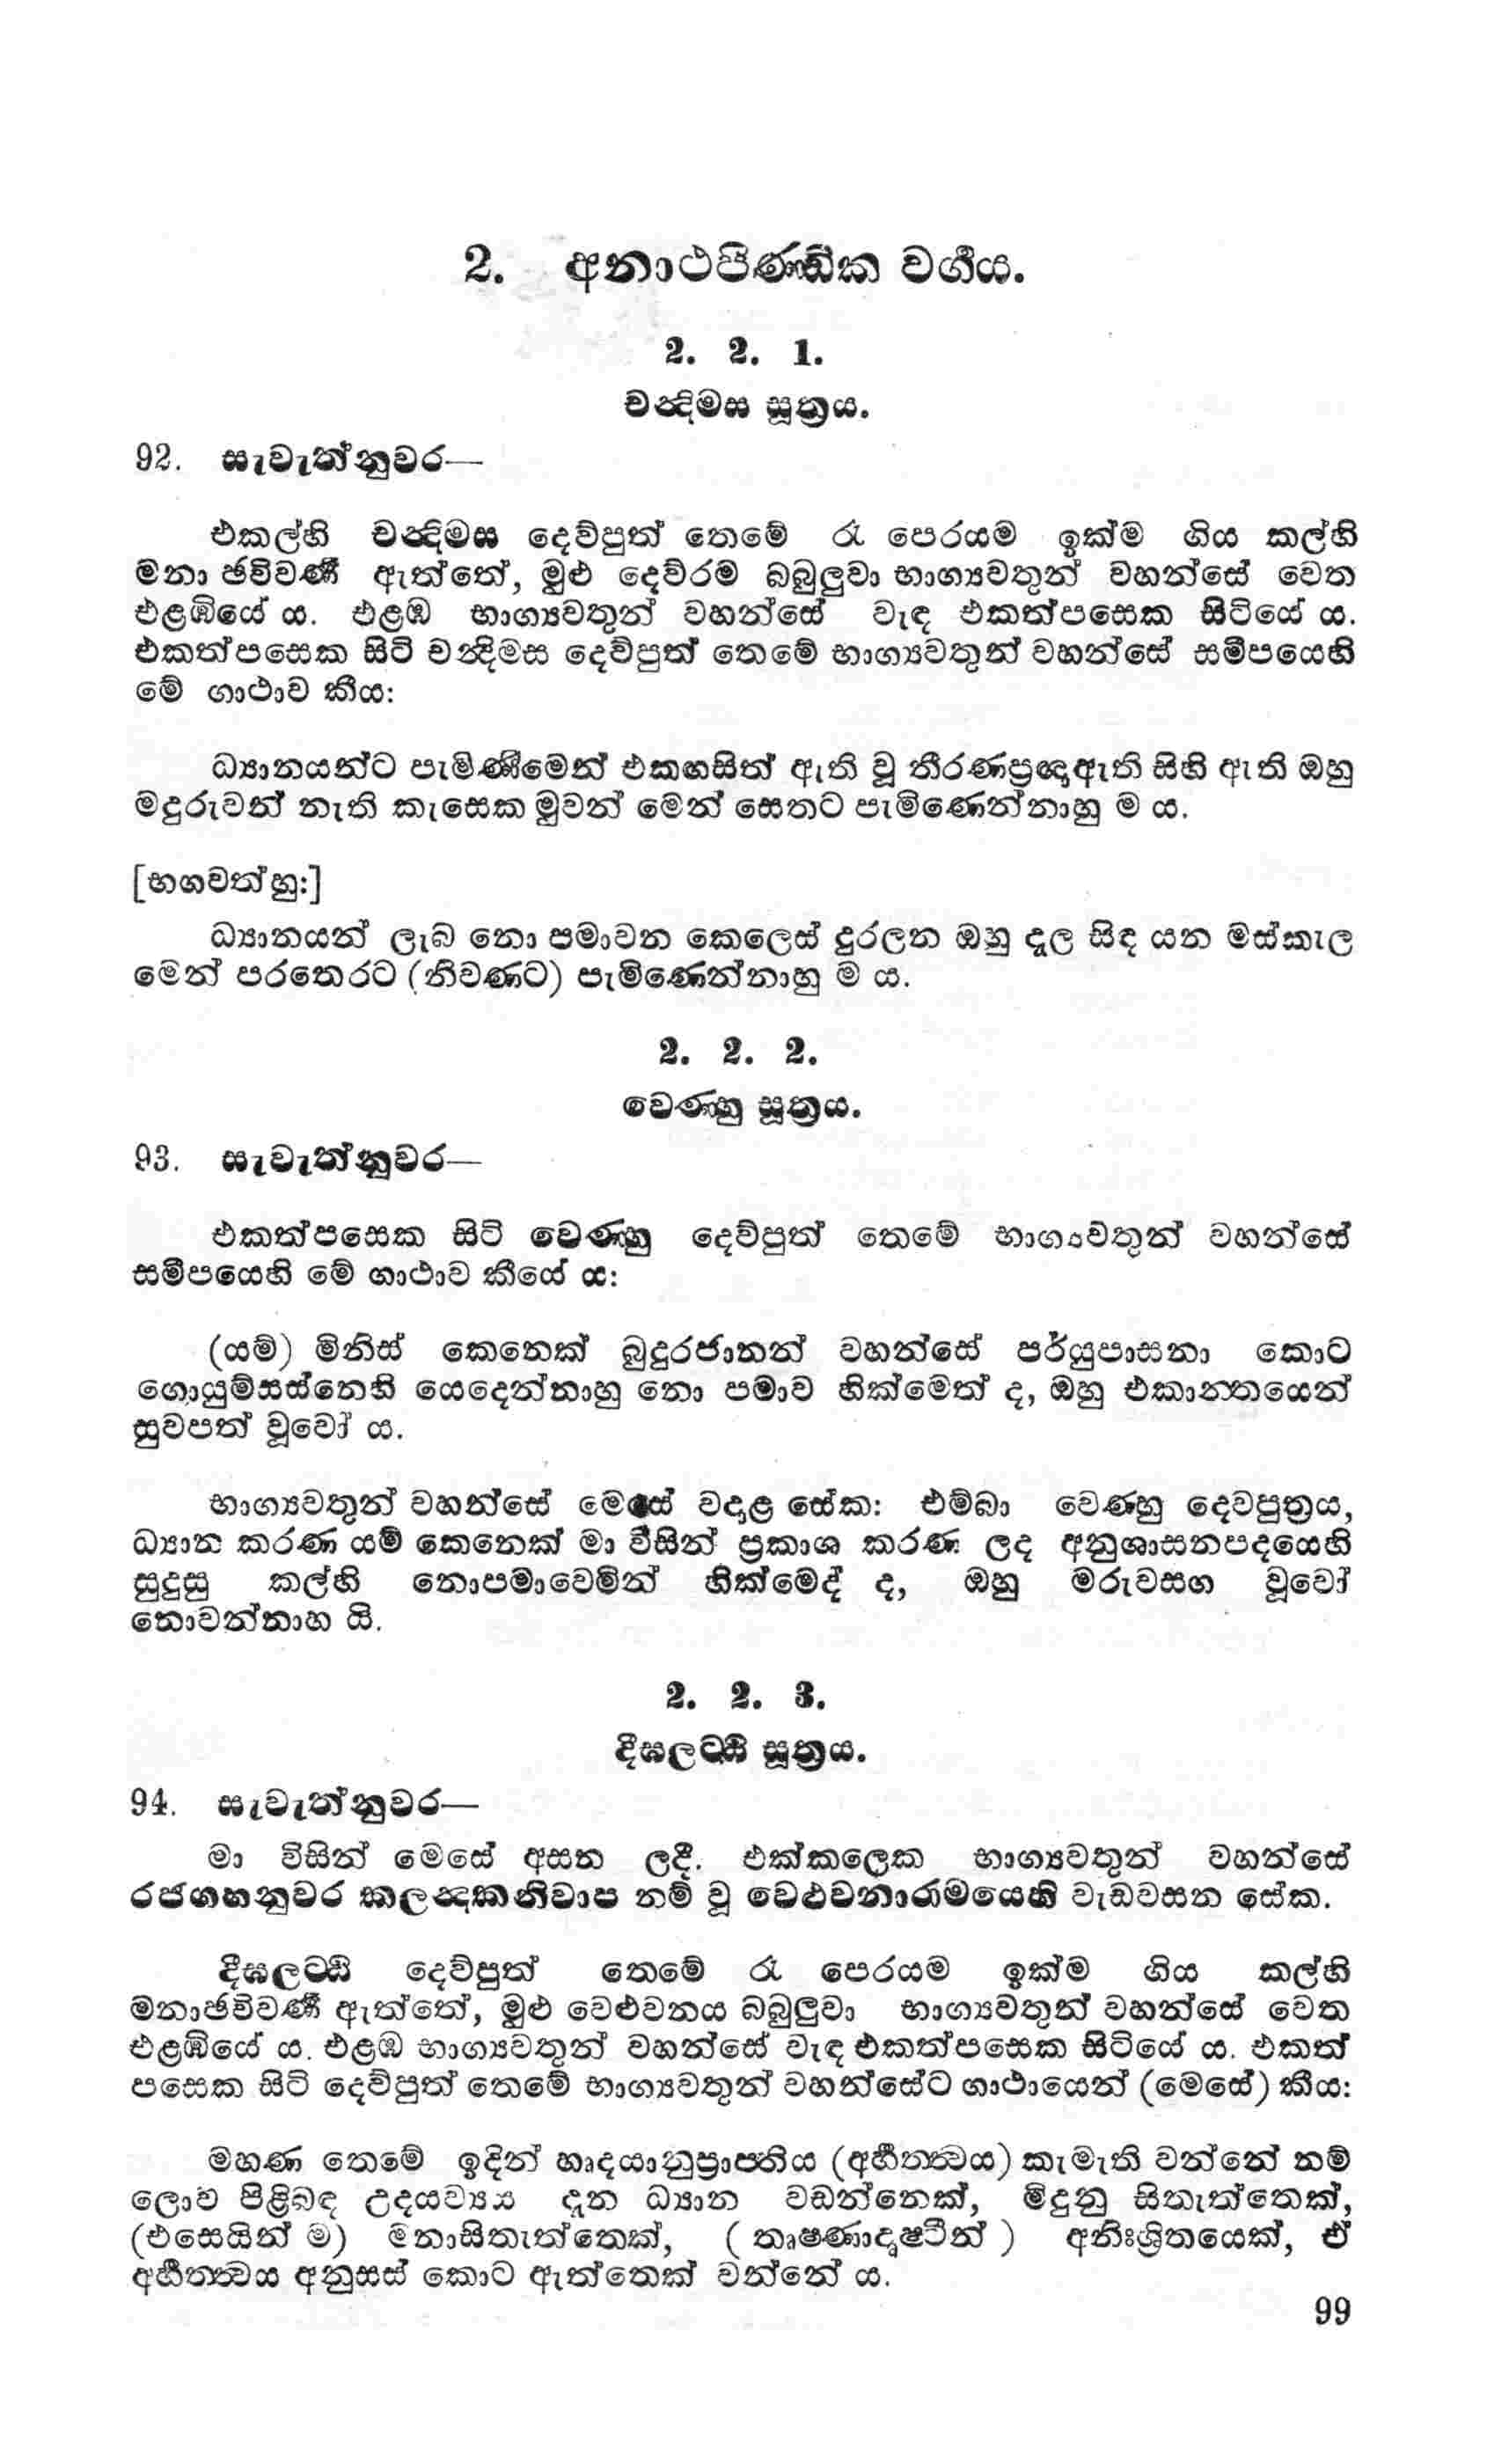 2. අනාථපිණ්ඩික වර්‍ගය.
2. 2. 1.
චන්‍දිමස සූත්‍රය.
92. සැවැත්නුවර—
එකල්හි චන්‍දිමස දෙව්පුත් තෙමේ රෑ පෙරයම ඉක්ම ගිය කල්හි
මනා ඡවිවර්‍ණ ඇත්තේ, මුළු දෙව්රම බබුලුවා භාග්‍යවතුන් වහන්සේ වෙත
එළඹියේ ය. එළඹ භාග්‍යවතුන් වහන්සේ වැඳ එකත්පසෙක සිටියේ ය.
එකත්පසෙක සිටි චන්‍දිමස දෙව්පුත් තෙමේ භාග්‍යවතුන් වහන්සේ සමීපයෙහි
මේ ගාථාව කීය:
ධ්‍යානයන්ට පැමිණීමෙන් එකඟසිත් ඇති වූ තීරණප්‍රඥාඇති සිහි ඇති ඔහු
මදුරුවන් නැති කැසෙක මුවන් මෙන් සෙතට පැමිණෙන්නාහු ම ය.
[භගවත්හු:]
ධ්‍යානයන් ලැබ නො පමාවන කෙලෙස් දුරලන ඔහු දැල සිඳ යන මස්කැල
මෙන් පරතෙරට (නිවණට) පැමිණෙන්නාහු ම ය.
2. 2. 2.
වෙණ්හු සූත්‍රය.
93. සැවැත්නුවර—
එකත්පසෙක සිටි වෙණ්හු දෙව්පුත් තෙමේ භාග්‍යවතුන් වහන්සේ
සමීපයෙහි මේ ගාථාව කීයේ ය:
(යම්) මිනිස් කෙනෙක් බුදුරජානන් වහන්සේ පර්යුපාසනා කොට
ගොයුම්සස්නෙහි යෙදෙන්නාහු නො පමාව හික්මෙත් ද, ඔහු එකාන්තයෙන්
සුවපත් වූවෝ ය.
භාග්‍යවතුන් වහන්සේ මෙසේ වදාළ සේක: එම්බා වෙණ්හු දෙවපුත්‍රය,
ධ්‍යාන කරණ යම් කෙනෙක් මා විසින් ප්‍රකාශ කරණ ලද අනුශාසනපදයෙහි
සුදුසු කල්හි නොපමාවෙමින් හික්මෙද් ද, ඔහු මරුවසඟ වූවෝ
නොවන්නාහ යි.
2. 2. 3.
දීඝලට්ඨි සූත්‍රය.
94. සැවැත්නුවර—
මා විසින් මෙසේ අසන ලදී. එක්කලෙක භාග්‍යවතුන් වහන්සේ
රජගහනුවර කලන්‍දකනිවාප නම් වූ වෙළුවනාරාමයෙහි වැඩවසන සේක.
දීඝලට්ඨි දෙව්පුත් තෙමේ රෑ පෙරයම ඉක්ම ගිය කල්හි
මනාඡවිවර්‍ණ ඇත්තේ, මුළු වෙළුවනය බබුලුවා භාග්‍යවතුන් වහන්සේ වෙත
එළඹියේ ය. එළඹ භාග්‍යවතුන් වහන්සේ වැඳ එකත්පසෙක සිටියේ ය. එකත්
පසෙක සිටි දෙව්පුත් තෙමේ භාග්‍යවතුන් වහන්සේට ගාථායෙන් (මෙසේ) කීය:
මහණ තෙමේ ඉදින් හෘදයානුප්‍රාප්තිය (අර්‍හත්ත්‍වය) කැමැති වන්නේ නම්
ලොව පිළිබඳ උදයව්‍යය දැන ධ්‍යාන වඩන්නෙක්, මිදුනු සිතැත්තෙක්,
(එසෙයින් ම) මනාසිතැත්තෙක්, (තෘෂ්ණාදෘෂ්ටීන්) අනිඃශ්‍රිතයෙක්, ඒ
අර්‍හත්ත්‍වය අනුසස් කොට ඇත්තෙක් වන්නේ ය.
99